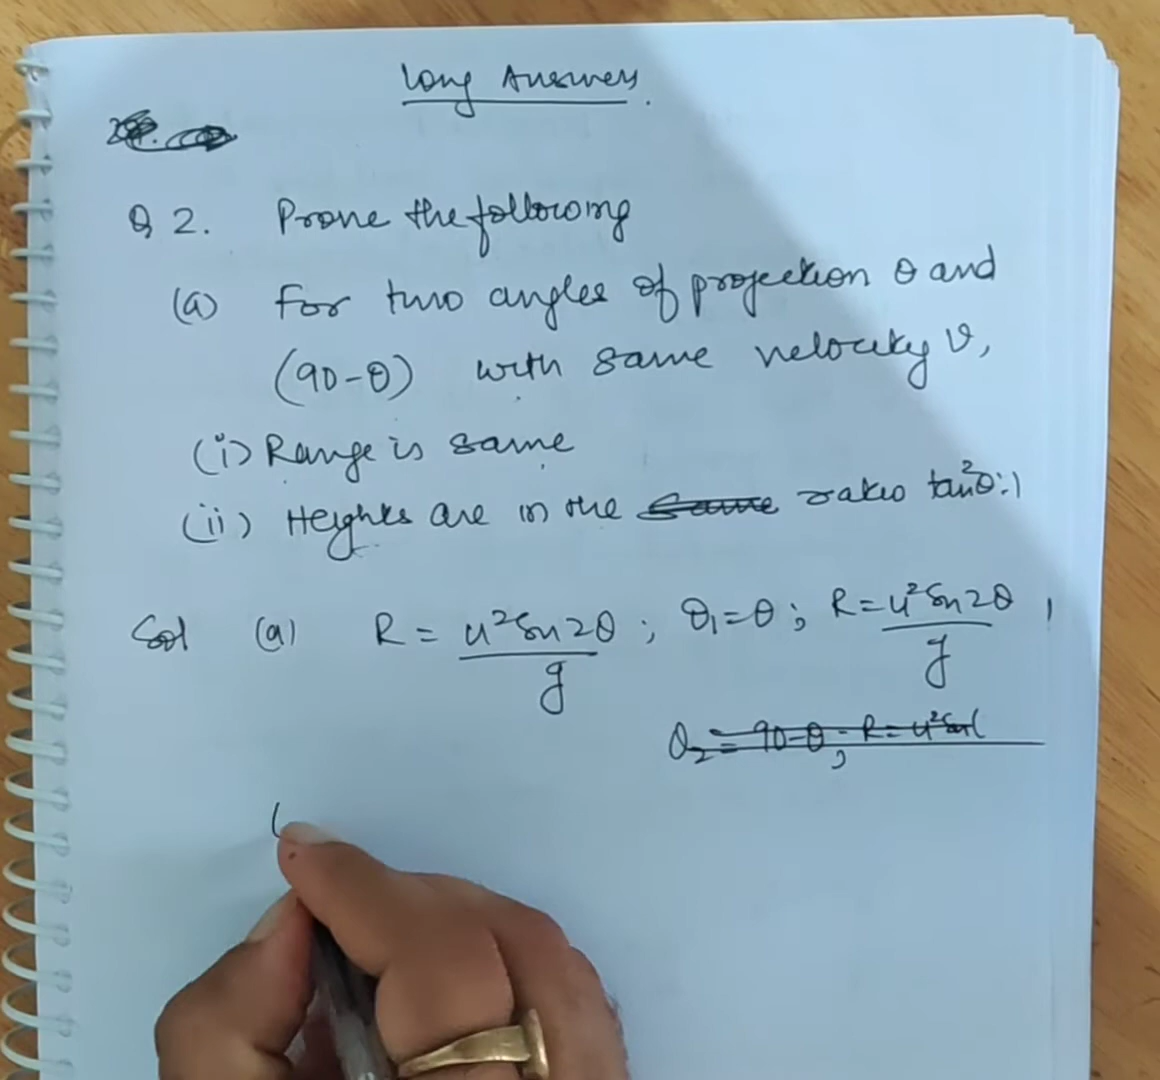 Long Answers.
Q 2. Prove the following
(a) For two angles of projection θ and
(90-θ) with same velocity v,
(i) Range is same
(ii) Heights are in the same ratio tan²θ:1
Sol (a) R = u² Sin 2θ / g ; θ₁ = θ ; R = u² Sin 2θ / g ,
θ₂ = 90-θ ; R = u² Sin (
(